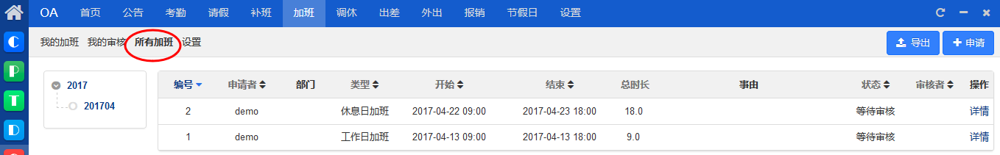 OA 首页 公告 考勤 请假 补班 加班 调休 出差 外出 报销 节假日 设置
我的加班 我的审核 所有加班 设置 导出 申请
2017
201704
编号 申请者 部门 类型 开始 结束 总时长 事由 状态 审核者 操作
2 demo 休息日加班 2017-04-22 09:00 2017-04-23 18:00 18.0 等待审核 详情
1 demo 工作日加班 2017-04-13 09:00 2017-04-13 18:00 9.0 等待审核 详情
C
P
T
D